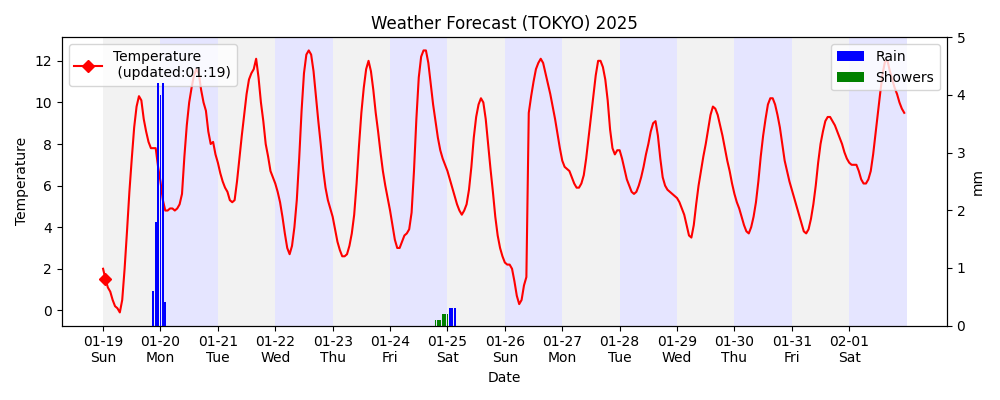 Weather Forecast (TOKYO) 2025
Temperature
(updated:01:19)
Rain
Showers
Temperature
12
10
8
6
4
2
0
5
4
3
2
1
0
mm
01-19 01-20 01-21 01-22 01-23 01-24 01-25 01-26 01-27 01-28 01-29 01-30 01-31 02-01
Sun Mon Tue Wed Thu Fri Sat Sun Mon Tue Wed Thu Fri Sat
Date